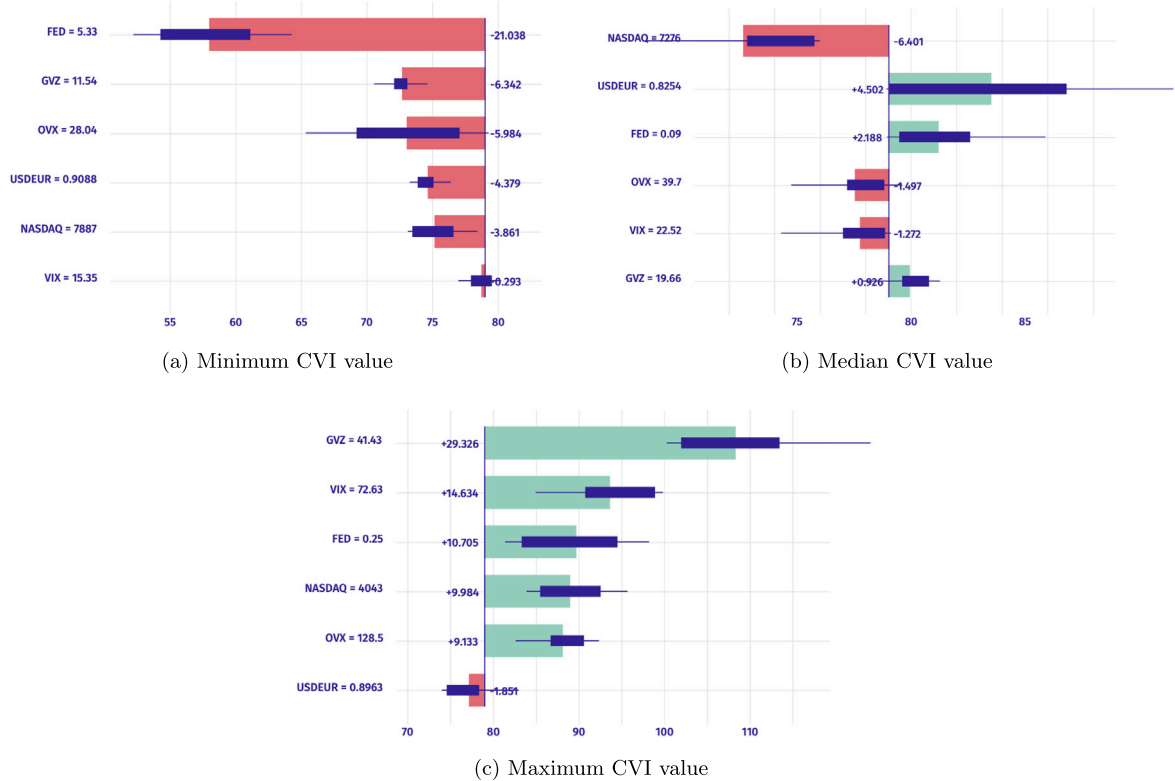 FED = 5.33
-21.038
GVZ = 11.54
-6.342
OVX = 28.04
-5.984
USDEUR = 0.9088
-4.379
NASDAQ = 7887
-3.861
VIX = 15.35
-0.293
55 60 65 70 75 80
(a) Minimum CVI value
NASDAQ = 7276
-6.401
USDEUR = 0.8254
+4.502
FED = 0.09
+2.188
OVX = 39.7
-1.497
VIX = 22.52
-1.272
GVZ = 19.66
+0.926
75 80 85
(b) Median CVI value
GVZ = 41.43
+29.326
VIX = 72.63
+14.634
FED = 0.25
+10.705
NASDAQ = 4043
+9.984
OVX = 128.5
+9.133
USDEUR = 0.8963
-1.851
70 80 90 100 110
(c) Maximum CVI value